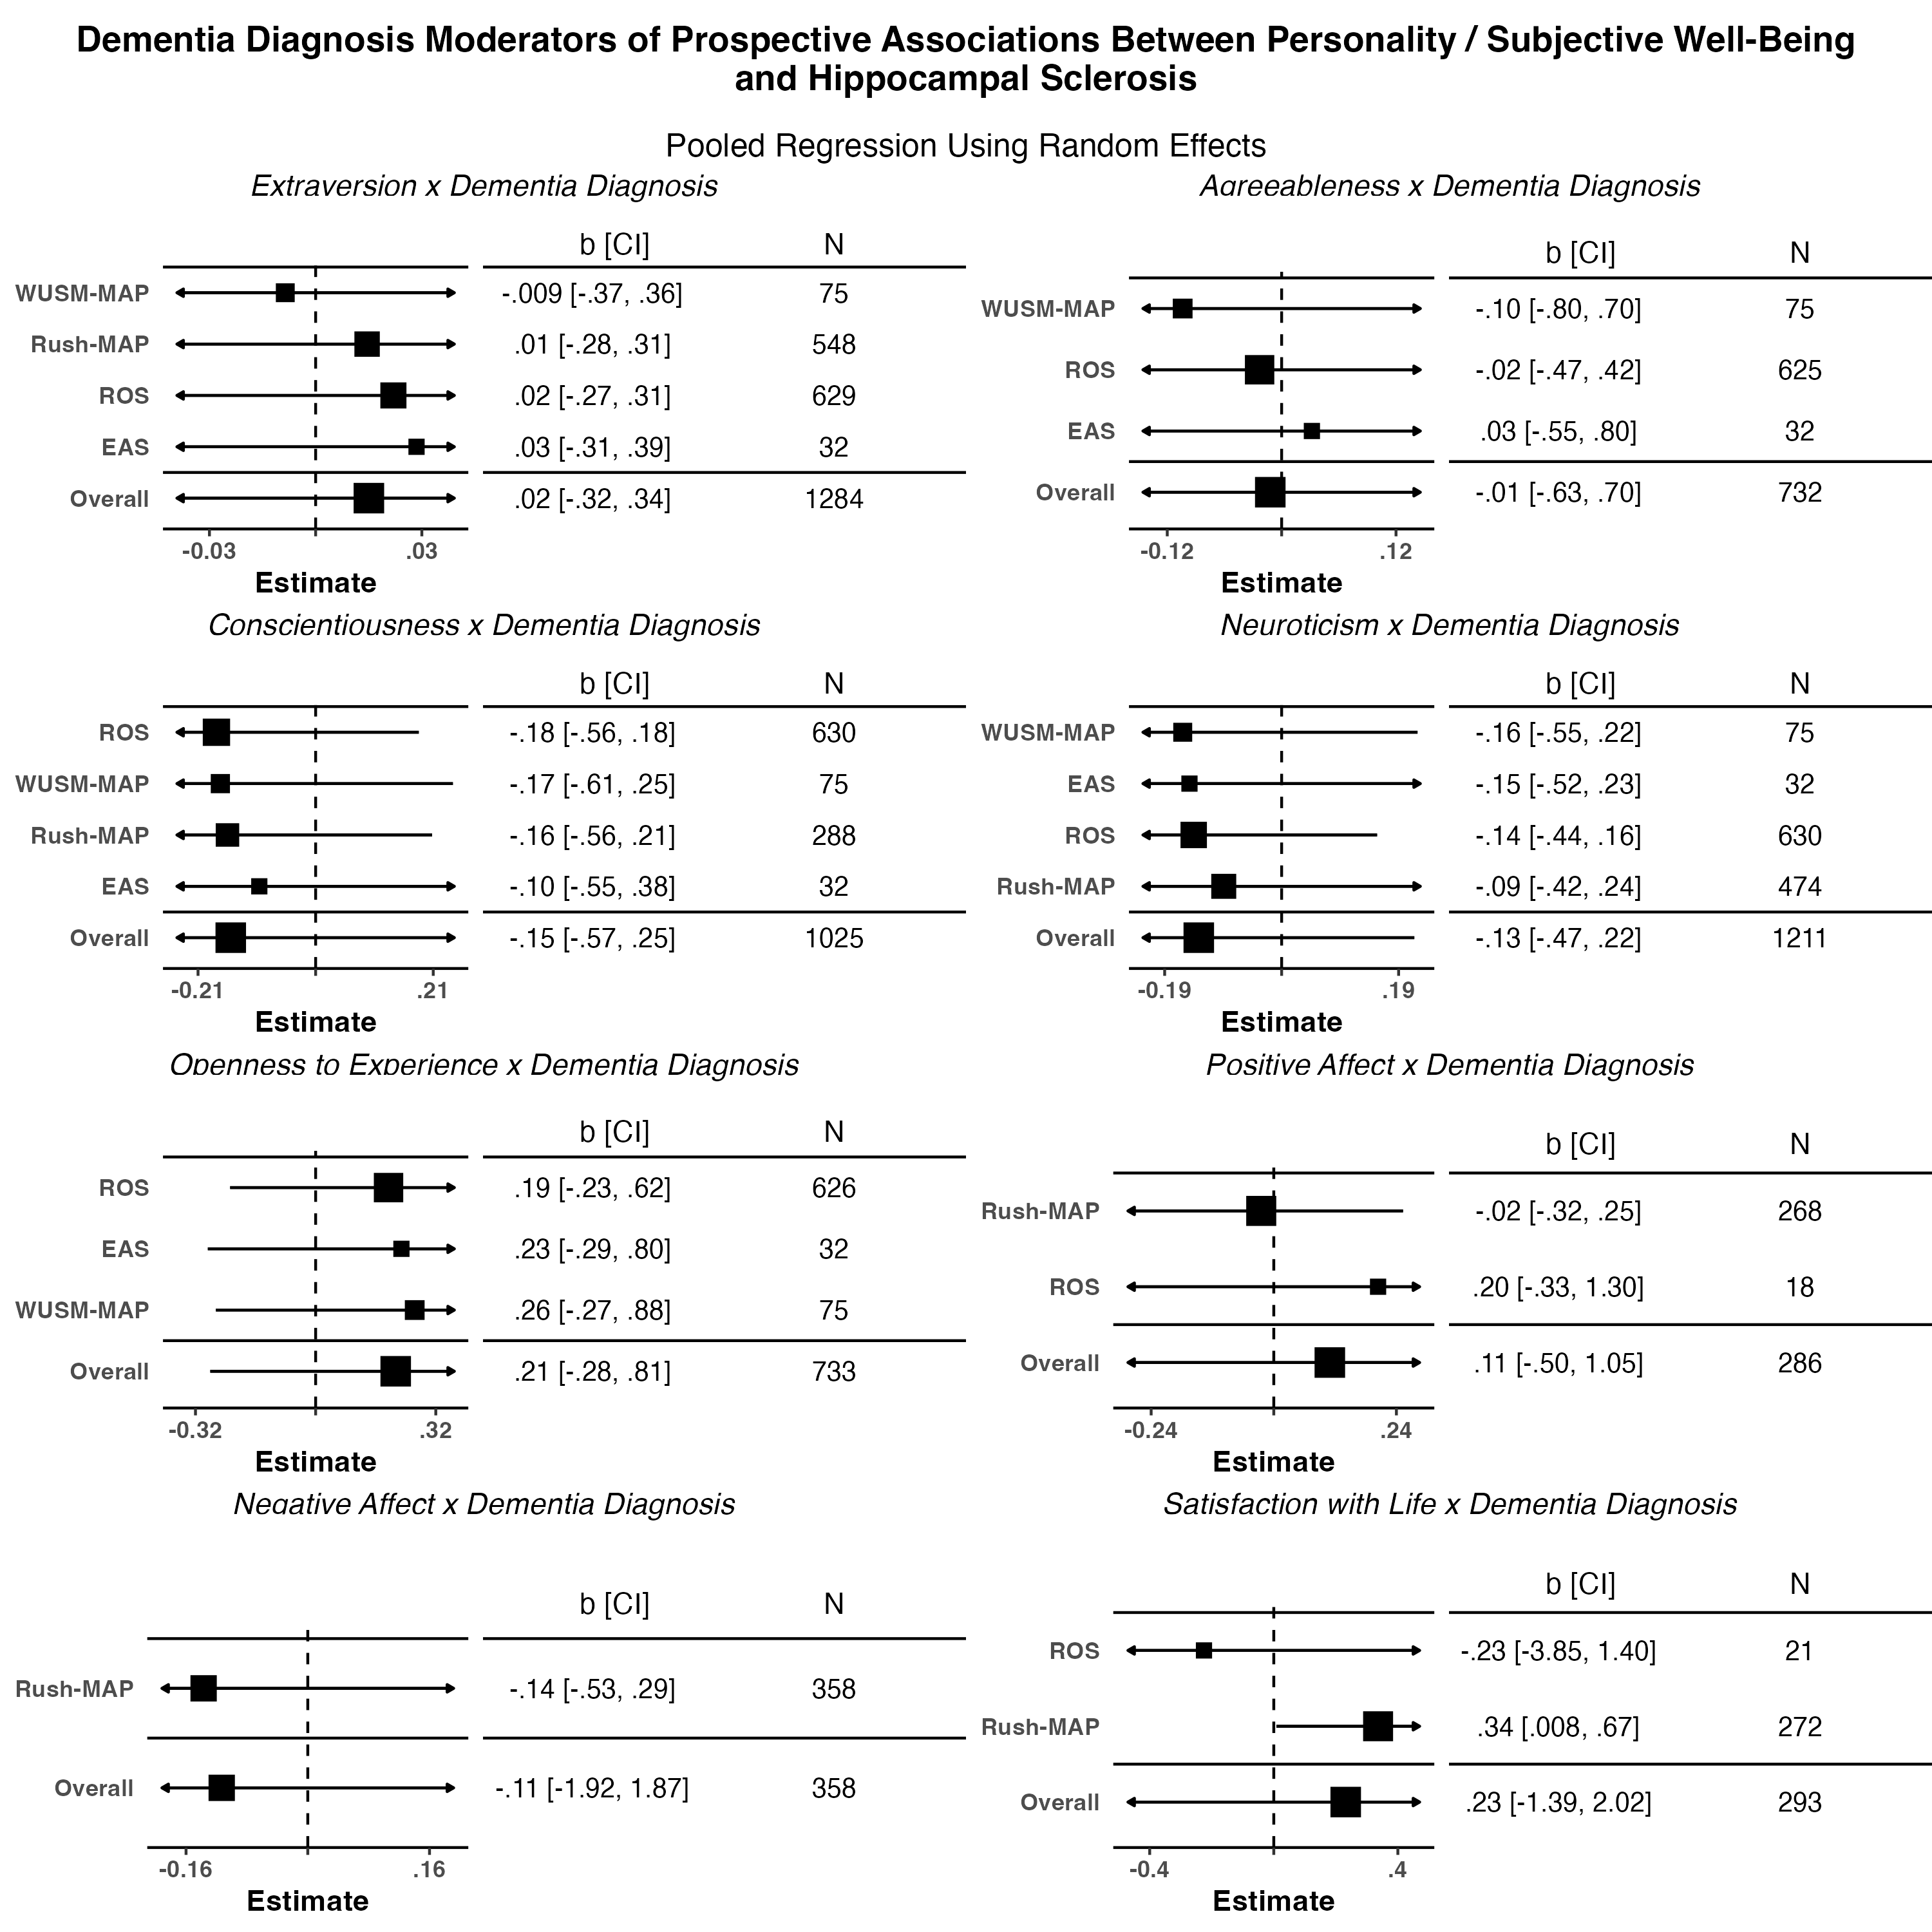 Dementia Diagnosis Moderators of Prospective Associations Between Personality / Subjective Well-Being
and Hippocampal Sclerosis
Pooled Regression Using Random Effects
Extraversion x Dementia Diagnosis
b [CI] N
WUSM-MAP -.009 [-.37, .36] 75
Rush-MAP .01 [-.28, .31] 548
ROS .02 [-.27, .31] 629
EAS .03 [-.31, .39] 32
Overall .02 [-.32, .34] 1284
-0.03 .03
Estimate
Agreeableness x Dementia Diagnosis
b [CI] N
WUSM-MAP -.10 [-.80, .70] 75
ROS -.02 [-.47, .42] 625
EAS .03 [-.55, .80] 32
Overall -.01 [-.63, .70] 732
-0.12 .12
Estimate
Conscientiousness x Dementia Diagnosis
b [CI] N
ROS -.18 [-.56, .18] 630
WUSM-MAP -.17 [-.61, .25] 75
Rush-MAP -.16 [-.56, .21] 288
EAS -.10 [-.55, .38] 32
Overall -.15 [-.57, .25] 1025
-0.21 .21
Estimate
Neuroticism x Dementia Diagnosis
b [CI] N
WUSM-MAP -.16 [-.55, .22] 75
EAS -.15 [-.52, .23] 32
ROS -.14 [-.44, .16] 630
Rush-MAP -.09 [-.42, .24] 474
Overall -.13 [-.47, .22] 1211
-0.19 .19
Estimate
Openness to Experience x Dementia Diagnosis
b [CI] N
ROS .19 [-.23, .62] 626
EAS .23 [-.29, .80] 32
WUSM-MAP .26 [-.27, .88] 75
Overall .21 [-.28, .81] 733
-0.32 .32
Estimate
Positive Affect x Dementia Diagnosis
b [CI] N
Rush-MAP -.02 [-.32, .25] 268
ROS .20 [-.33, 1.30] 18
Overall .11 [-.50, 1.05] 286
-0.24 .24
Estimate
Negative Affect x Dementia Diagnosis
b [CI] N
Rush-MAP -.14 [-.53, .29] 358
Overall -.11 [-1.92, 1.87] 358
-0.16 .16
Estimate
Satisfaction with Life x Dementia Diagnosis
b [CI] N
ROS -.23 [-3.85, 1.40] 21
Rush-MAP .34 [.008, .67] 272
Overall .23 [-1.39, 2.02] 293
-0.4 .4
Estimate